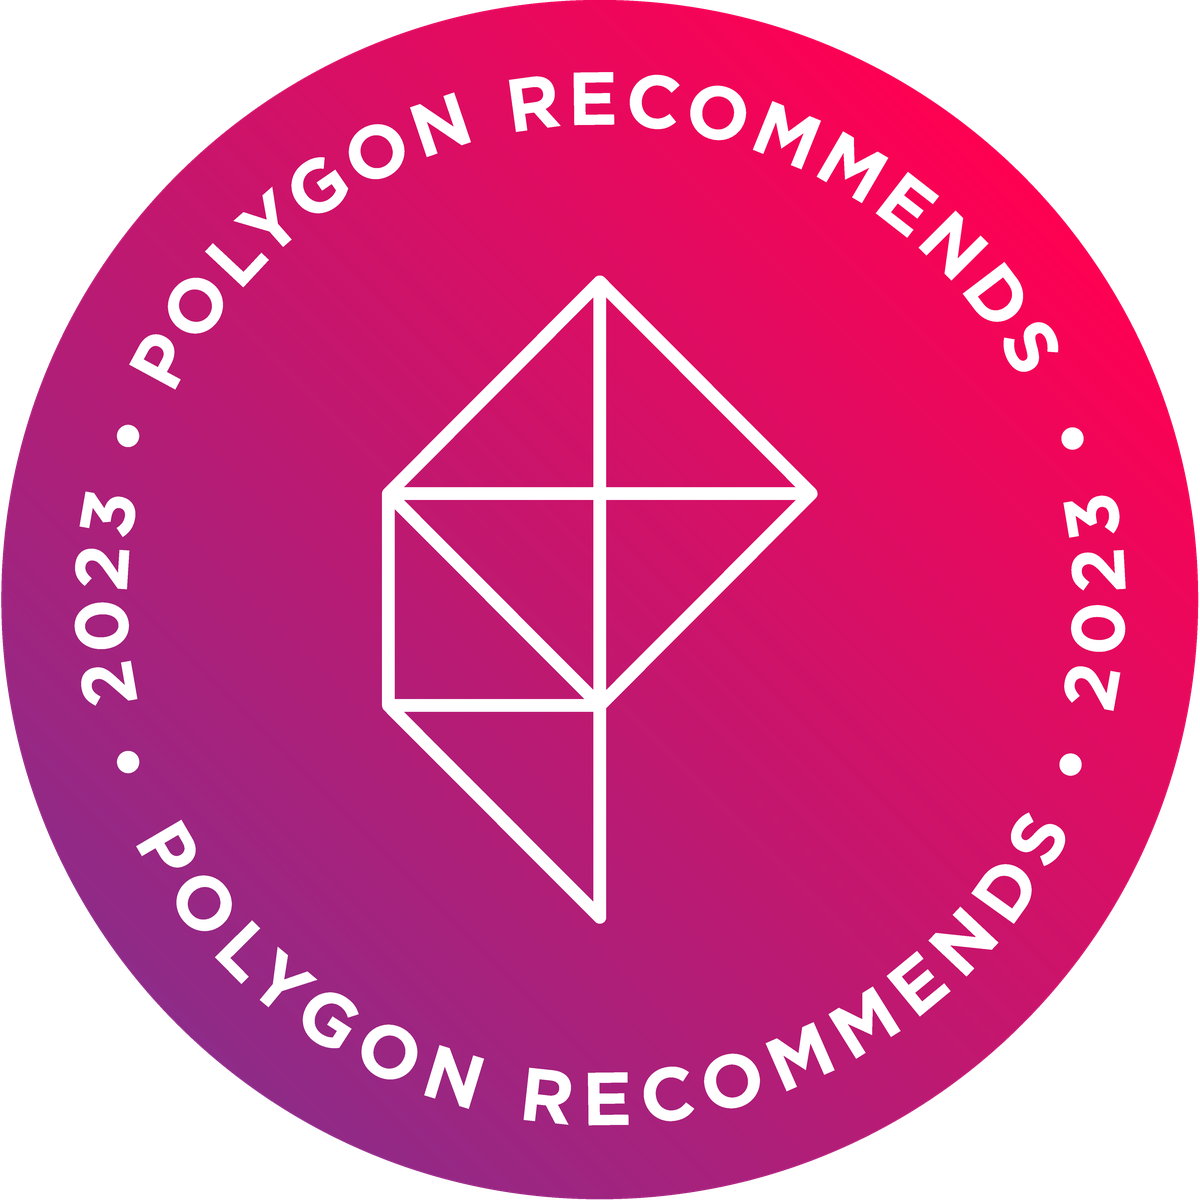 POLYGON RECOMMENDS
• 2023 •
• 2023 •
POLYGON RECOMMENDS